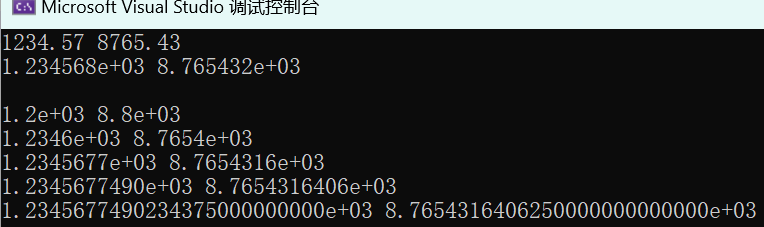 Microsoft Visual Studio 调试控制台
1234.57 8765.43
1.234568e+03 8.765432e+03
1.2e+03 8.8e+03
1.2346e+03 8.7654e+03
1.2345677e+03 8.7654316e+03
1.2345677490e+03 8.7654316406e+03
1.23456774902343750000000000e+03 8.76543164062500000000000000e+03